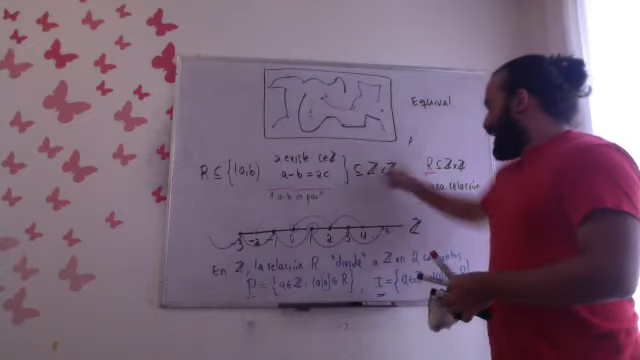 Equival.
2 existe c∈ℤ
R ⊆ {(a,b) a-b = 2c } ⊆ ℤ×ℤ
R ⊆ ℤ×ℤ
"a-b es par"
una relación
-3 -2 -1 0 1 2 3 4 5 ℤ
En ℤ, la relación R "divide" a ℤ en 2 conjuntos
P = {a∈ℤ : (a,b) ∈ R}, I = {a∈